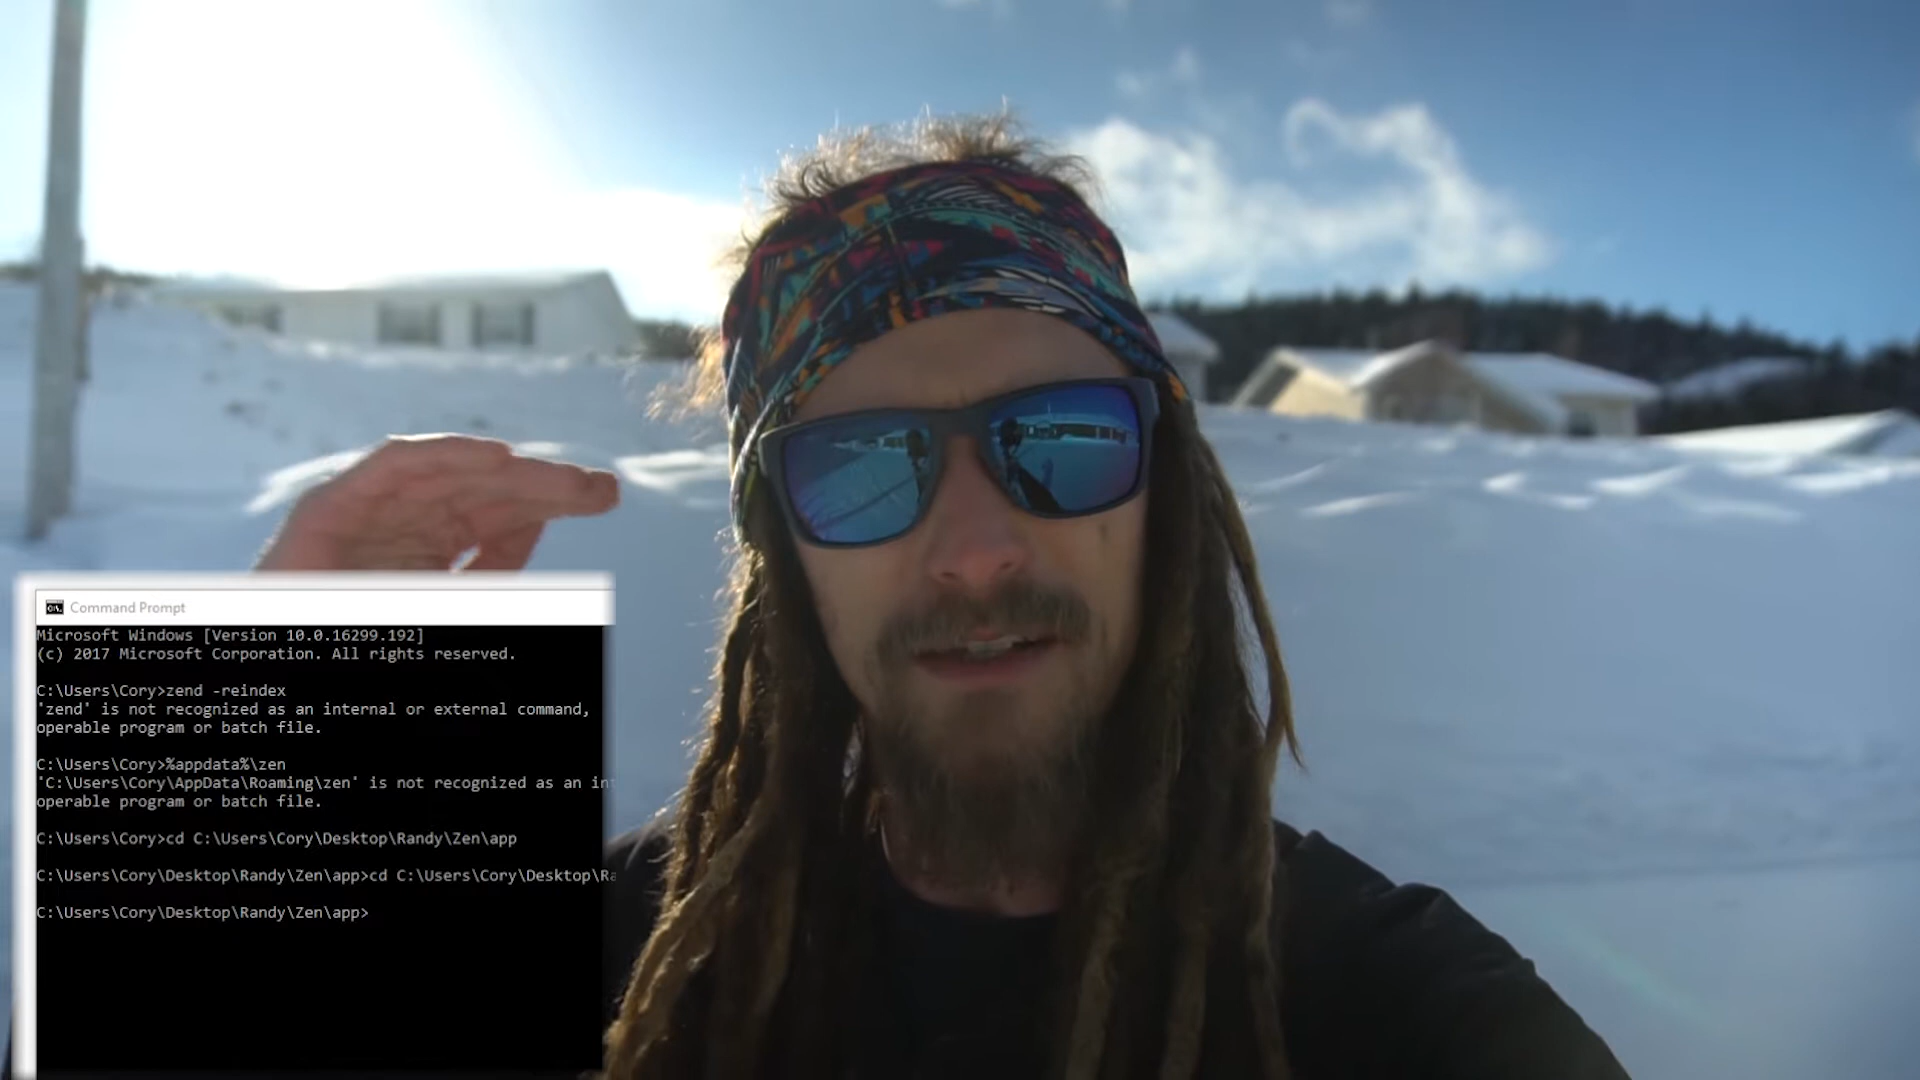 Command Prompt
Microsoft Windows [Version 10.0.16299.192]
(c) 2017 Microsoft Corporation. All rights reserved.
C:\Users\Cory>zend -reindex
'zend' is not recognized as an internal or external command,
operable program or batch file.
C:\Users\Cory>%appdata%\zen
'C:\Users\Cory\AppData\Roaming\zen' is not recognized as an
operable program or batch file.
C:\Users\Cory>cd C:\Users\Cory\Desktop\Randy\Zen\app
C:\Users\Cory\Desktop\Randy\Zen\app>cd C:\Users\Cory\Desktop\Ra
C:\Users\Cory\Desktop\Randy\Zen\app>